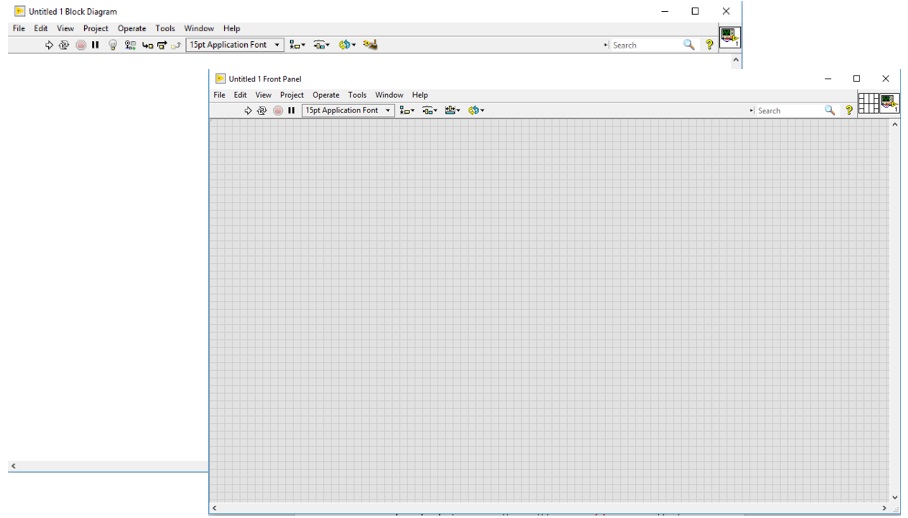 Untitled 1 Block Diagram
File Edit View Project Operate Tools Window Help
15pt Application Font
Search
Untitled 1 Front Panel
File Edit View Project Operate Tools Window Help
15pt Application Font
Search